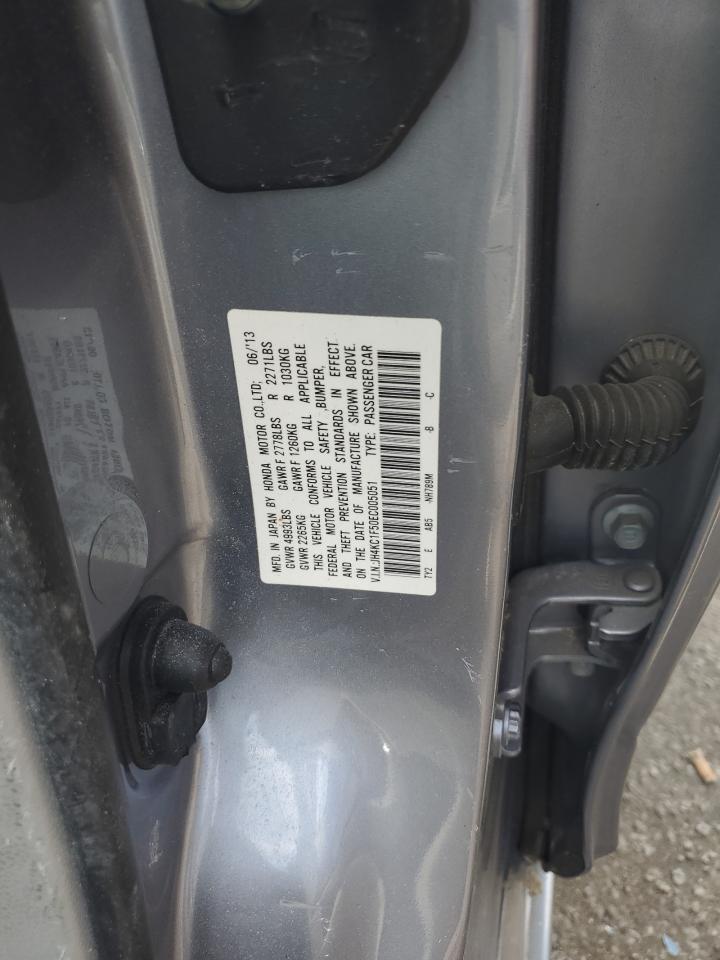 MFD. IN JAPAN BY HONDA MOTOR CO.,LTD; 06/'13
GVWR 4993LBS GAWR F 2778LBS R 2271LBS
GVWR 2265KG GAWR F 1260KG R 1030KG
THIS VEHICLE CONFORMS TO ALL APPLICABLE
FEDERAL MOTOR VEHICLE SAFETY ,BUMPER,
AND THEFT PREVENTION STANDARDS IN EFFECT
ON THE DATE OF MANUFACTURE SHOWN ABOVE.
V.I.N.:JH4KC1F50EC005051 TYPE: PASSENGER CAR
TY2 E AB5 -NH789M -B -C